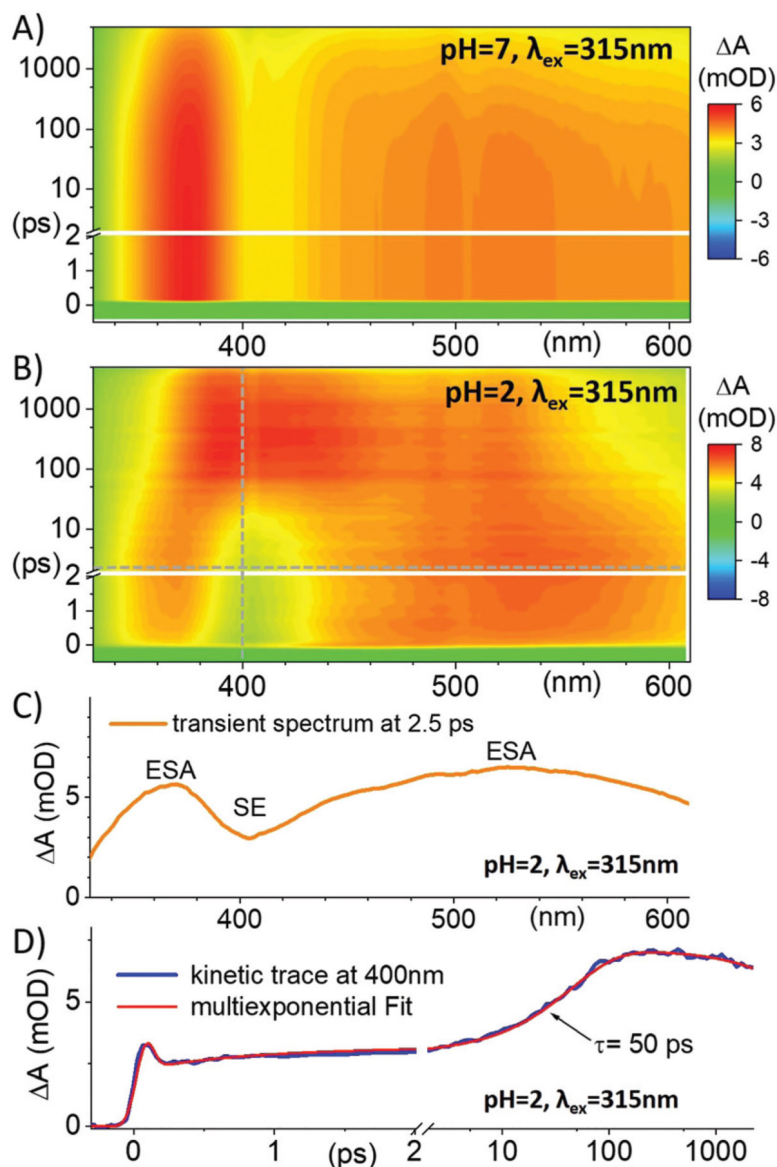 A)
pH=7, λex=315nm
ΔA
(mOD)
1000
100
10
(ps)
2
2
1
0
400
500
(nm)
600
6
3
0
-3
-6
B)
pH=2, λex=315nm
ΔA
(mOD)
1000
100
10
(ps)
2
2
1
0
400
500
(nm)
600
8
4
0
-4
-8
C)
transient spectrum at 2.5 ps
ESA
SE
ESA
ΔA (mOD)
5
0
pH=2, λex=315nm
400
500
(nm)
600
D)
kinetic trace at 400nm
multiexponential Fit
ΔA (mOD)
5
0
τ= 50 ps
pH=2, λex=315nm
0
1
(ps)
2
10
100
1000